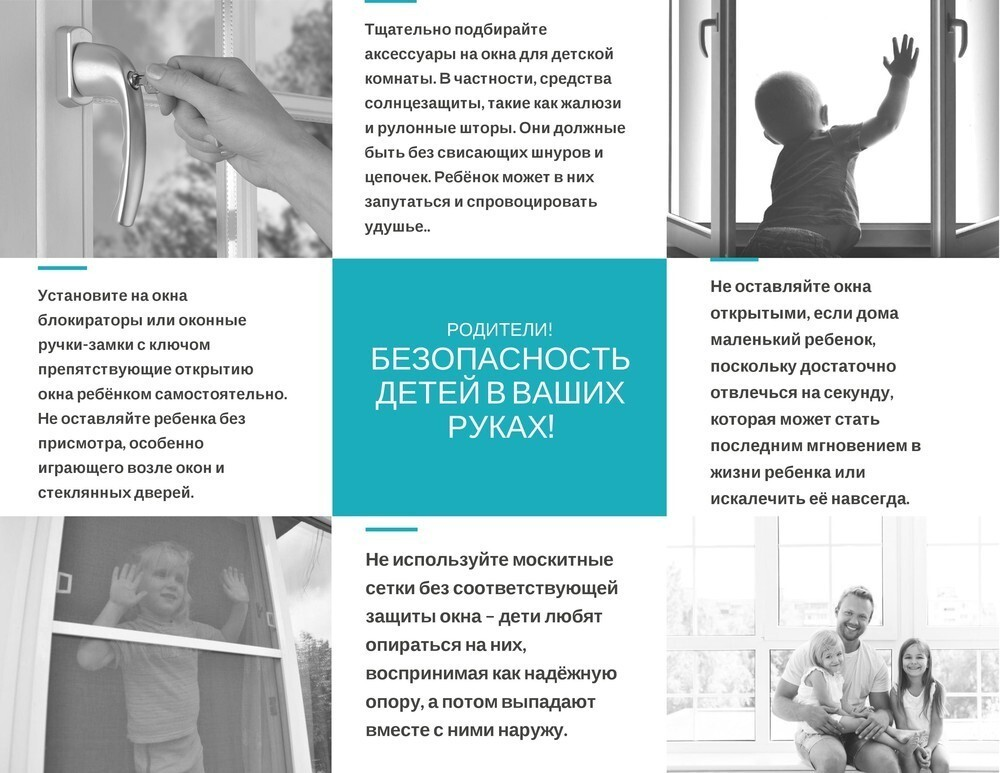 Тщательно подбирайте
аксессуары на окна для детской
комнаты. В частности, средства
солнцезащиты, такие как жалюзи
и рулонные шторы. Они должные
быть без свисающих шнуров и
цепочек. Ребёнок может в них
запутаться и спровоцировать
удушье..
Установите на окна
блокираторы или оконные
ручки-замки с ключом
препятствующие открытию
окна ребёнком самостоятельно.
Не оставляйте ребенка без
присмотра, особенно
играющего возле окон и
стеклянных дверей.
РОДИТЕЛИ!
БЕЗОПАСНОСТЬ
ДЕТЕЙ В ВАШИХ
РУКАХ!
Не оставляйте окна
открытыми, если дома
маленький ребенок,
поскольку достаточно
отвлечься на секунду,
которая может стать
последним мгновением в
жизни ребенка или
искалечить её навсегда.
Не используйте москитные
сетки без соответствующей
защиты окна – дети любят
опираться на них,
воспринимая как надёжную
опору, а потом выпадают
вместе с ними наружу.